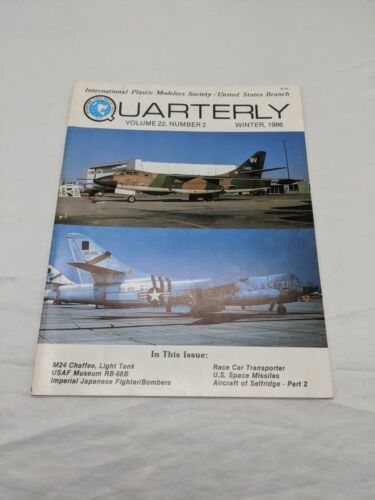 International Plastic Modelers Society/United States Branch
QUARTERLY
VOLUME 22, NUMBER 2 WINTER, 1986
BV
In This Issue:
M24 Chaffee, Light Tank
USAF Museum RB-66B
Imperial Japanese Fighter/Bombers
Race Car Transporter
U.S. Space Missiles
Aircraft of Selfridge - Part 2